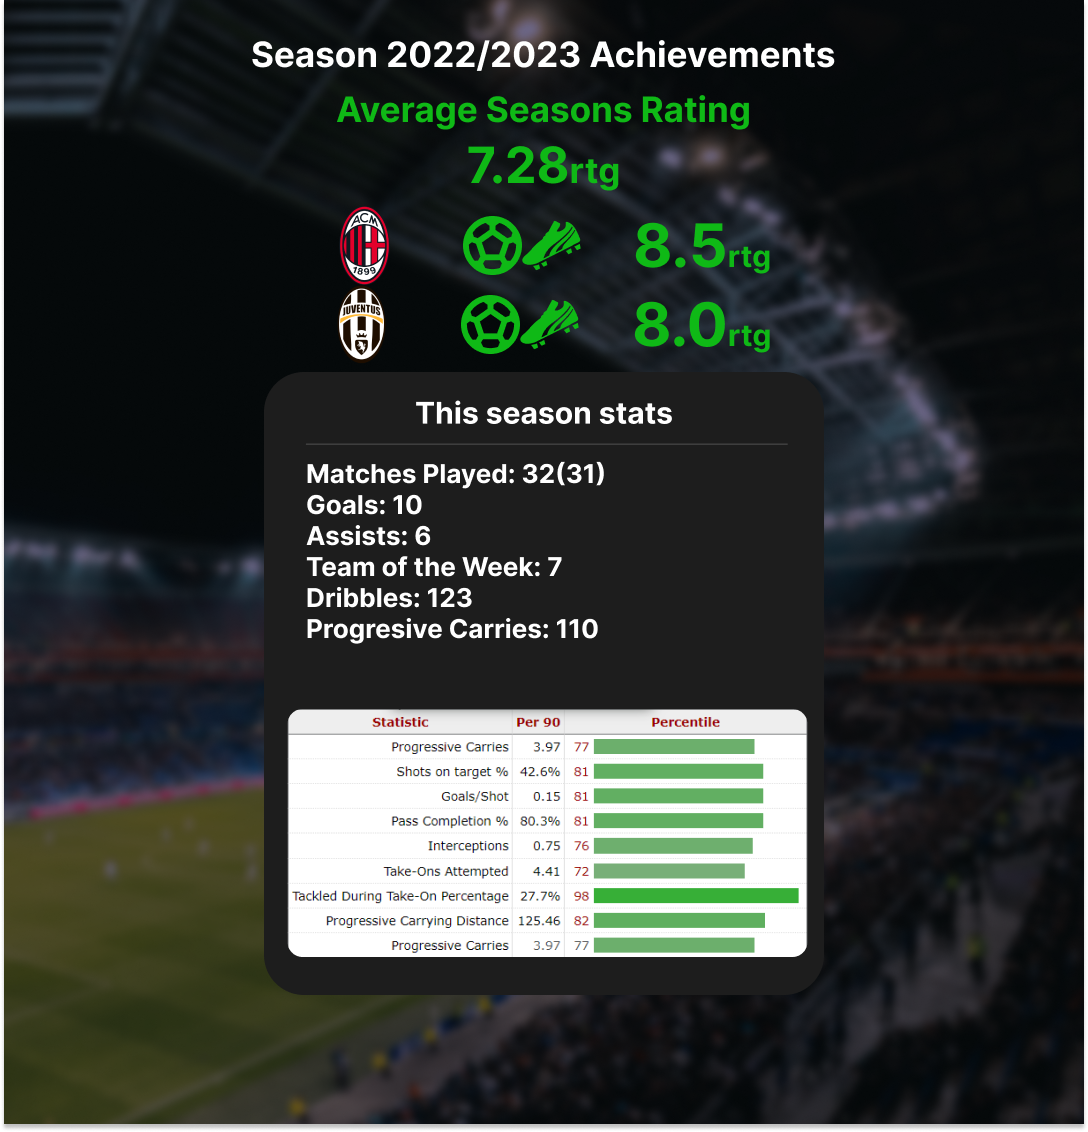 Season 2022/2023 Achievements
Average Seasons Rating
7.28rtg
ACM
1899
8.5rtg
JUVENTUS
8.0rtg
This season stats
Matches Played: 32(31)
Goals: 10
Assists: 6
Team of the Week: 7
Dribbles: 123
Progresive Carries: 110
Statistic Per 90 Percentile
Progressive Carries 3.97 77
Shots on target % 42.6% 81
Goals/Shot 0.15 81
Pass Completion % 80.3% 81
Interceptions 0.75 76
Take-Ons Attempted 4.41 72
Tackled During Take-On Percentage 27.7% 98
Progressive Carrying Distance 125.46 82
Progressive Carries 3.97 77